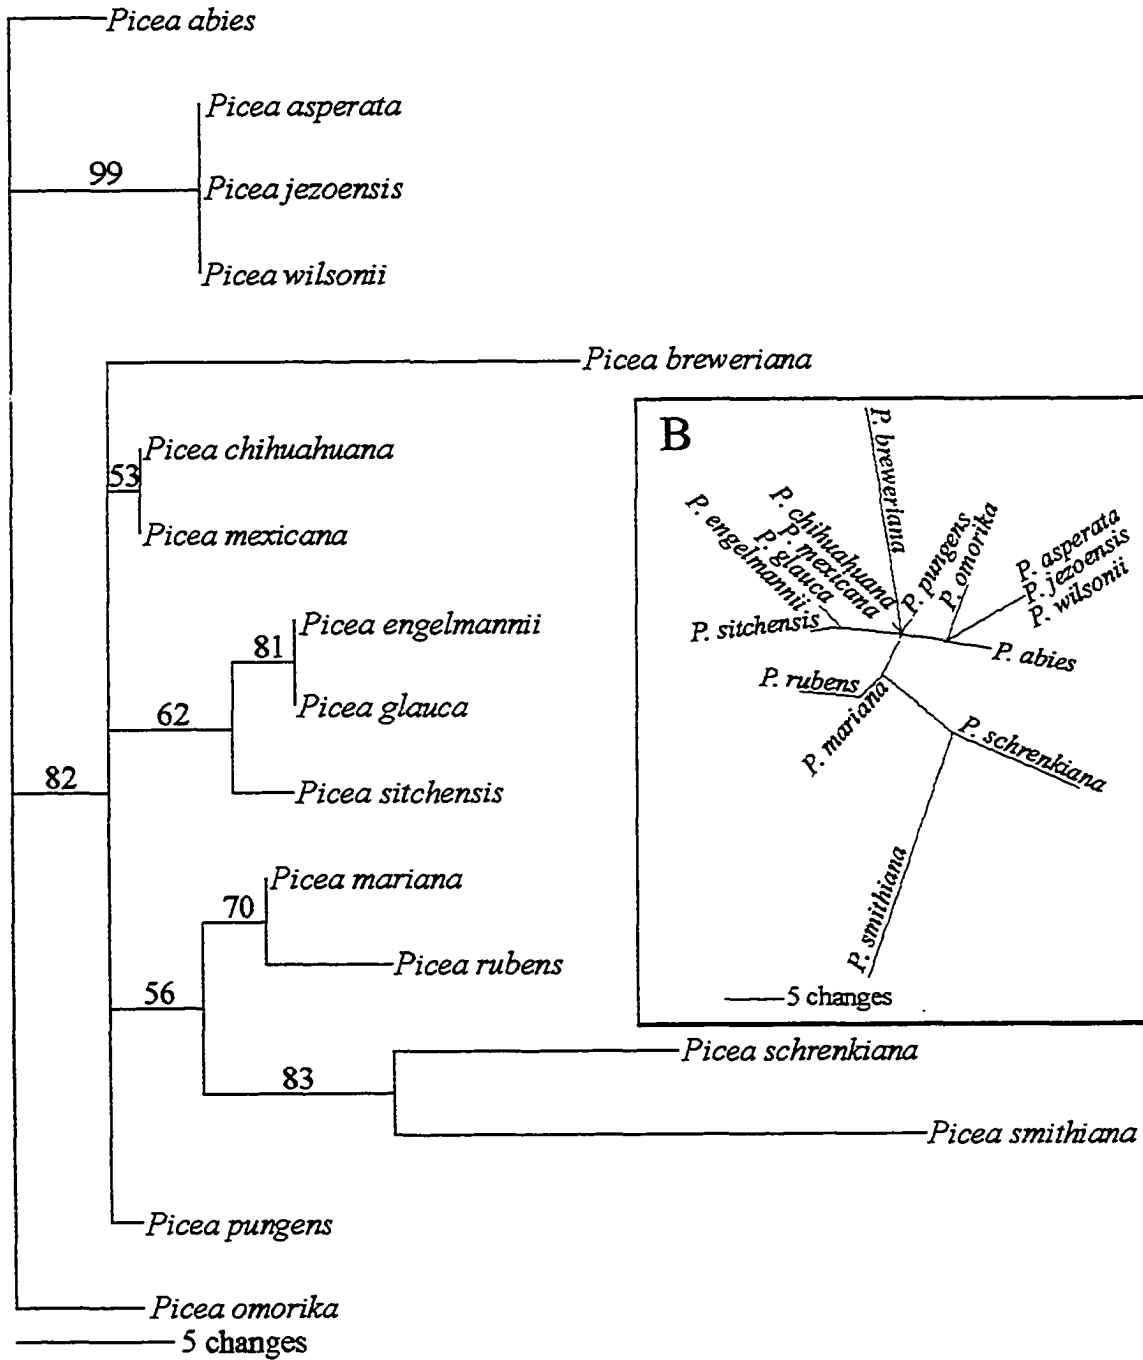 Picea abies
Picea asperata
99
Picea jezoensis
Picea wilsonii
Picea breweriana
Picea chihuahuana
53
Picea mexicana
Picea engelmannii
81
Picea glauca
62
Picea sitchensis
82
Picea mariana
70
Picea rubens
56
Picea schrenkiana
83
Picea smithiana
Picea pungens
Picea omorika
5 changes
B
P. breweriana
P. chihuahuana
P. mexicana
P. glauca
P. engelmannii
P. pungens
P. omorika
P. asperata
P. jezoensis
P. wilsonii
P. sitchensis
P. abies
P. rubens
P. mariana
P. schrenkiana
P. smithiana
5 changes